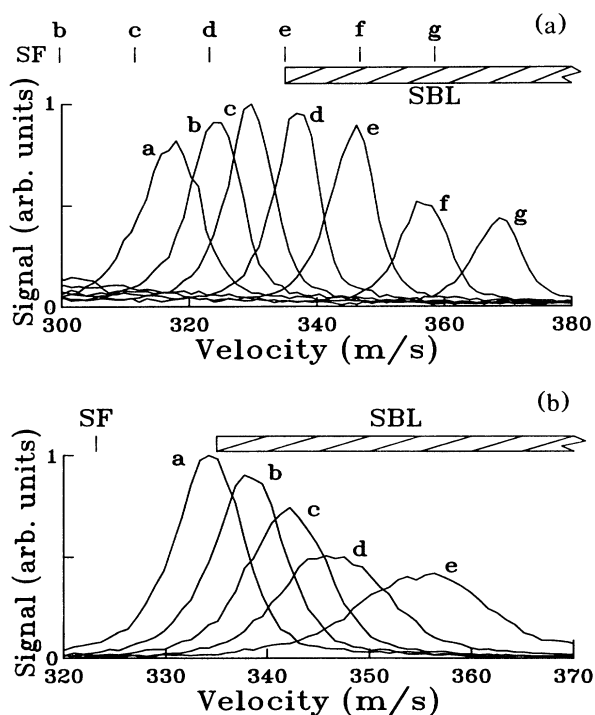 b c d e f g (a)
SF
SBL
Signal (arb. units)
1
0
a b c d e f g
300 320 340 360 380
Velocity (m/s)
(b)
SF SBL
Signal (arb. units)
1
0
a b c d e
320 330 340 350 360 370
Velocity (m/s)